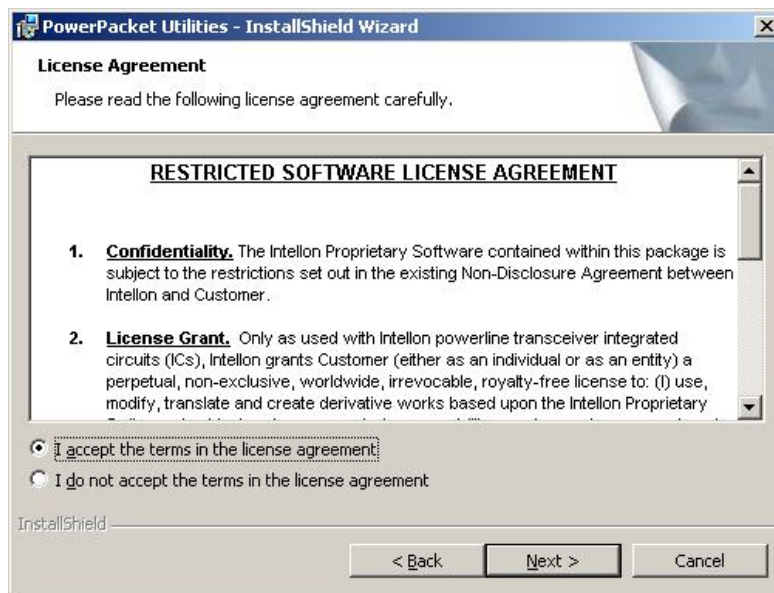 PowerPacket Utilities - InstallShield Wizard
License Agreement
Please read the following license agreement carefully.
RESTRICTED SOFTWARE LICENSE AGREEMENT
1. Confidentiality. The Intellon Proprietary Software contained within this package is
subject to the restrictions set out in the existing Non-Disclosure Agreement between
Intellon and Customer.
2. License Grant. Only as used with Intellon powerline transceiver integrated
circuits (ICs), Intellon grants Customer (either as an individual or as an entity) a
perpetual, non-exclusive, worldwide, irrevocable, royalty-free license to: (I) use,
modify, translate and create derivative works based upon the Intellon Proprietary
I accept the terms in the license agreement
I do not accept the terms in the license agreement
InstallShield
< Back Next > Cancel